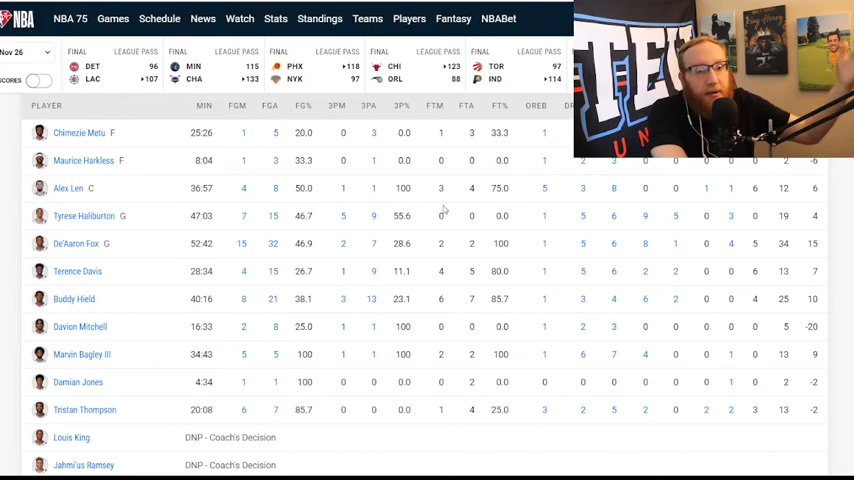 NBA NBA 75 Games Schedule News Watch Stats Standings Teams Players Fantasy NBABet
Nov 26 FINAL LEAGUE PASS FINAL LEAGUE PASS FINAL LEAGUE PASS FINAL LEAGUE PASS FINAL LEAGUE PASS
DET 96 MIN 115 PHX 118 CHI 123 TOR 97
SCORES LAC 107 CHA 133 NYK 97 ORL 88 IND 114
PLAYER MIN FGM FGA FG% 3PM 3PA 3P% FTM FTA FT% OREB
Chimezie Metu F 25:26 1 5 20.0 0 3 0.0 1 3 33.3 1
Maurice Harkless F 8:04 1 3 33.3 0 1 0.0 0 0 0.0 1 2 3 0 0 0 0 2 -6
Alex Len C 36:57 4 8 50.0 1 1 100 3 4 75.0 5 3 8 0 0 1 1 6 12 6
Tyrese Haliburton G 47:03 7 15 46.7 5 9 55.6 0 0 0.0 1 5 6 9 5 0 3 0 19 4
De'Aaron Fox G 52:42 15 32 46.9 2 7 28.6 2 2 100 1 5 6 8 1 0 4 5 34 15
Terence Davis 28:34 4 15 26.7 1 9 11.1 4 5 80.0 1 5 6 2 2 0 0 6 13 7
Buddy Hield 40:16 8 21 38.1 3 13 23.1 6 7 85.7 1 3 4 6 2 0 0 4 25 10
Davion Mitchell 16:33 2 8 25.0 1 1 100 0 0 0.0 1 2 3 0 0 0 0 0 5 -20
Marvin Bagley III 34:43 5 5 100 1 1 100 2 2 100 1 6 7 4 0 0 1 0 13 9
Damian Jones 4:34 1 1 100 0 0 0.0 0 2 0.0 0 0 0 0 0 0 1 0 2 -2
Tristan Thompson 20:08 6 7 85.7 0 0 0.0 1 4 25.0 3 2 5 2 0 2 2 3 13 -2
Louis King DNP - Coach's Decision
Jahmi'us Ramsey DNP - Coach's Decision